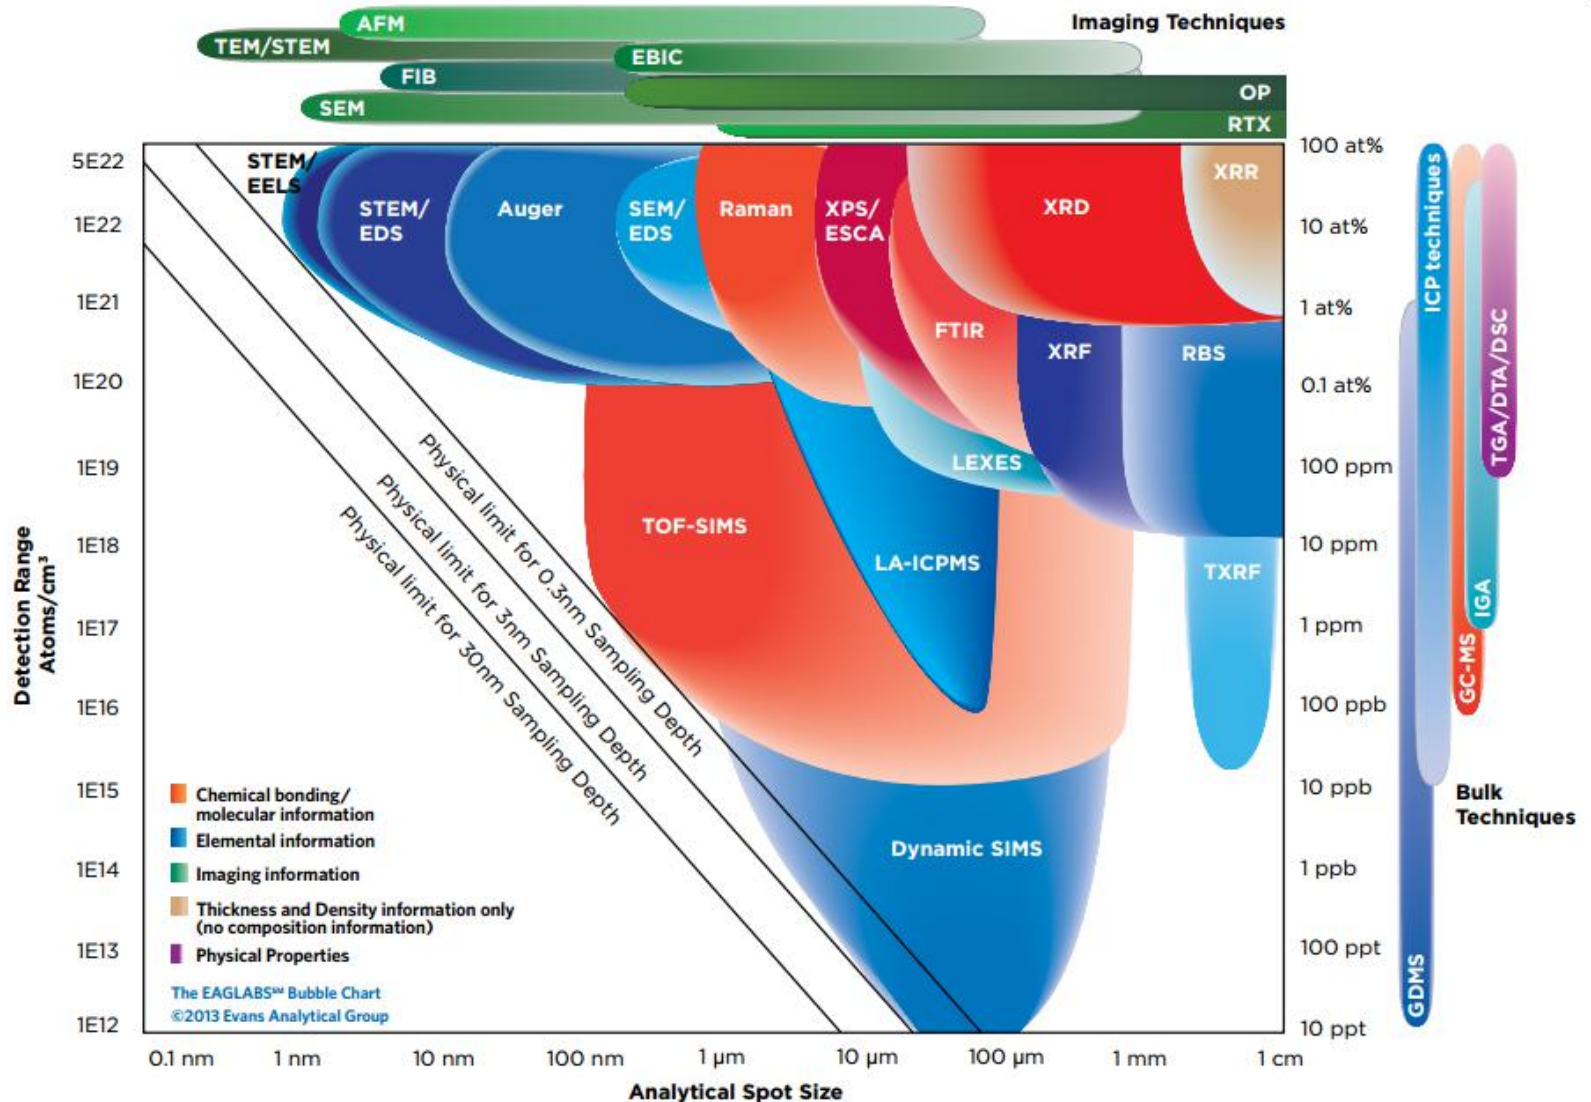 AFM
Imaging Techniques
TEM/STEM
EBIC
FIB
OP
SEM
RTX
5E22
1E22
1E21
1E20
1E19
1E18
1E17
1E16
1E15
1E14
1E13
1E12
Detection Range
Atoms/cm³
STEM/
EELS
STEM/
EDS
Auger
SEM/
EDS
Raman
XPS/
ESCA
XRD
XRR
FTIR
XRF
RBS
LEXES
TOF-SIMS
LA-ICPMS
TXRF
Dynamic SIMS
Physical limit for 0.3nm Sampling Depth
Physical limit for 3nm Sampling Depth
Physical limit for 30nm Sampling Depth
Chemical bonding/
molecular information
Elemental information
Imaging information
Thickness and Density information only
(no composition information)
Physical Properties
The EAGLABS℠ Bubble Chart
©2013 Evans Analytical Group
100 at%
10 at%
1 at%
0.1 at%
100 ppm
10 ppm
1 ppm
100 ppb
10 ppb
1 ppb
100 ppt
10 ppt
ICP techniques
TGA/DTA/DSC
IGA
GC-MS
GDMS
Bulk
Techniques
0.1 nm
1 nm
10 nm
100 nm
1 µm
10 µm
100 µm
1 mm
1 cm
Analytical Spot Size